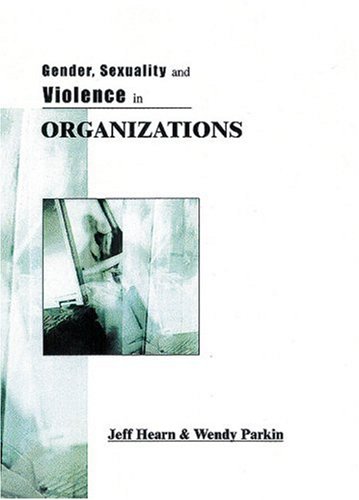 Gender, Sexuality and
Violence in
ORGANIZATIONS
Jeff Hearn & Wendy Parkin